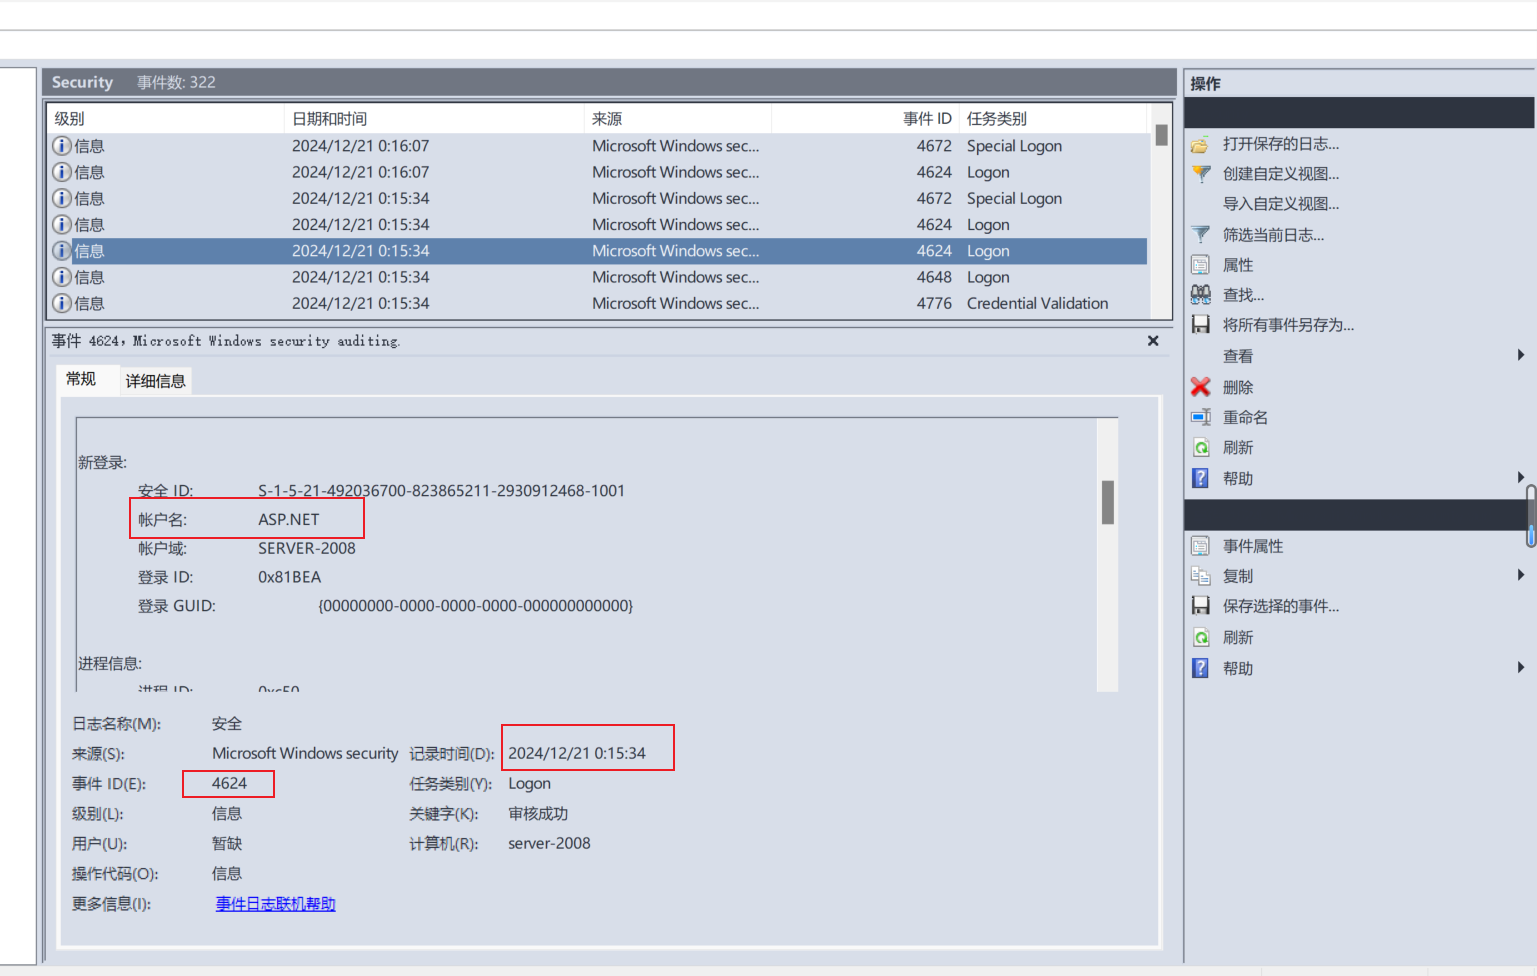 Security 事件数: 322
级别 日期和时间 来源 事件 ID 任务类别
信息 2024/12/21 0:16:07 Microsoft Windows sec... 4672 Special Logon
信息 2024/12/21 0:16:07 Microsoft Windows sec... 4624 Logon
信息 2024/12/21 0:15:34 Microsoft Windows sec... 4672 Special Logon
信息 2024/12/21 0:15:34 Microsoft Windows sec... 4624 Logon
信息 2024/12/21 0:15:34 Microsoft Windows sec... 4624 Logon
信息 2024/12/21 0:15:34 Microsoft Windows sec... 4648 Logon
信息 2024/12/21 0:15:34 Microsoft Windows sec... 4776 Credential Validation
事件 4624，Microsoft Windows security auditing.
常规 详细信息
新登录:
安全 ID: S-1-5-21-492036700-823865211-2930912468-1001
帐户名: ASP.NET
帐户域: SERVER-2008
登录 ID: 0x81BEA
登录 GUID: {00000000-0000-0000-0000-000000000000}
进程信息:
进程 ID: 0xc50
日志名称(M): 安全
来源(S): Microsoft Windows security 记录时间(D): 2024/12/21 0:15:34
事件 ID(E): 4624 任务类别(Y): Logon
级别(L): 信息 关键字(K): 审核成功
用户(U): 暂缺 计算机(R): server-2008
操作代码(O): 信息
更多信息(I): 事件日志联机帮助
操作
打开保存的日志...
创建自定义视图...
导入自定义视图...
筛选当前日志...
属性
查找...
将所有事件另存为...
查看
删除
重命名
刷新
帮助
事件属性
复制
保存选择的事件...
刷新
帮助